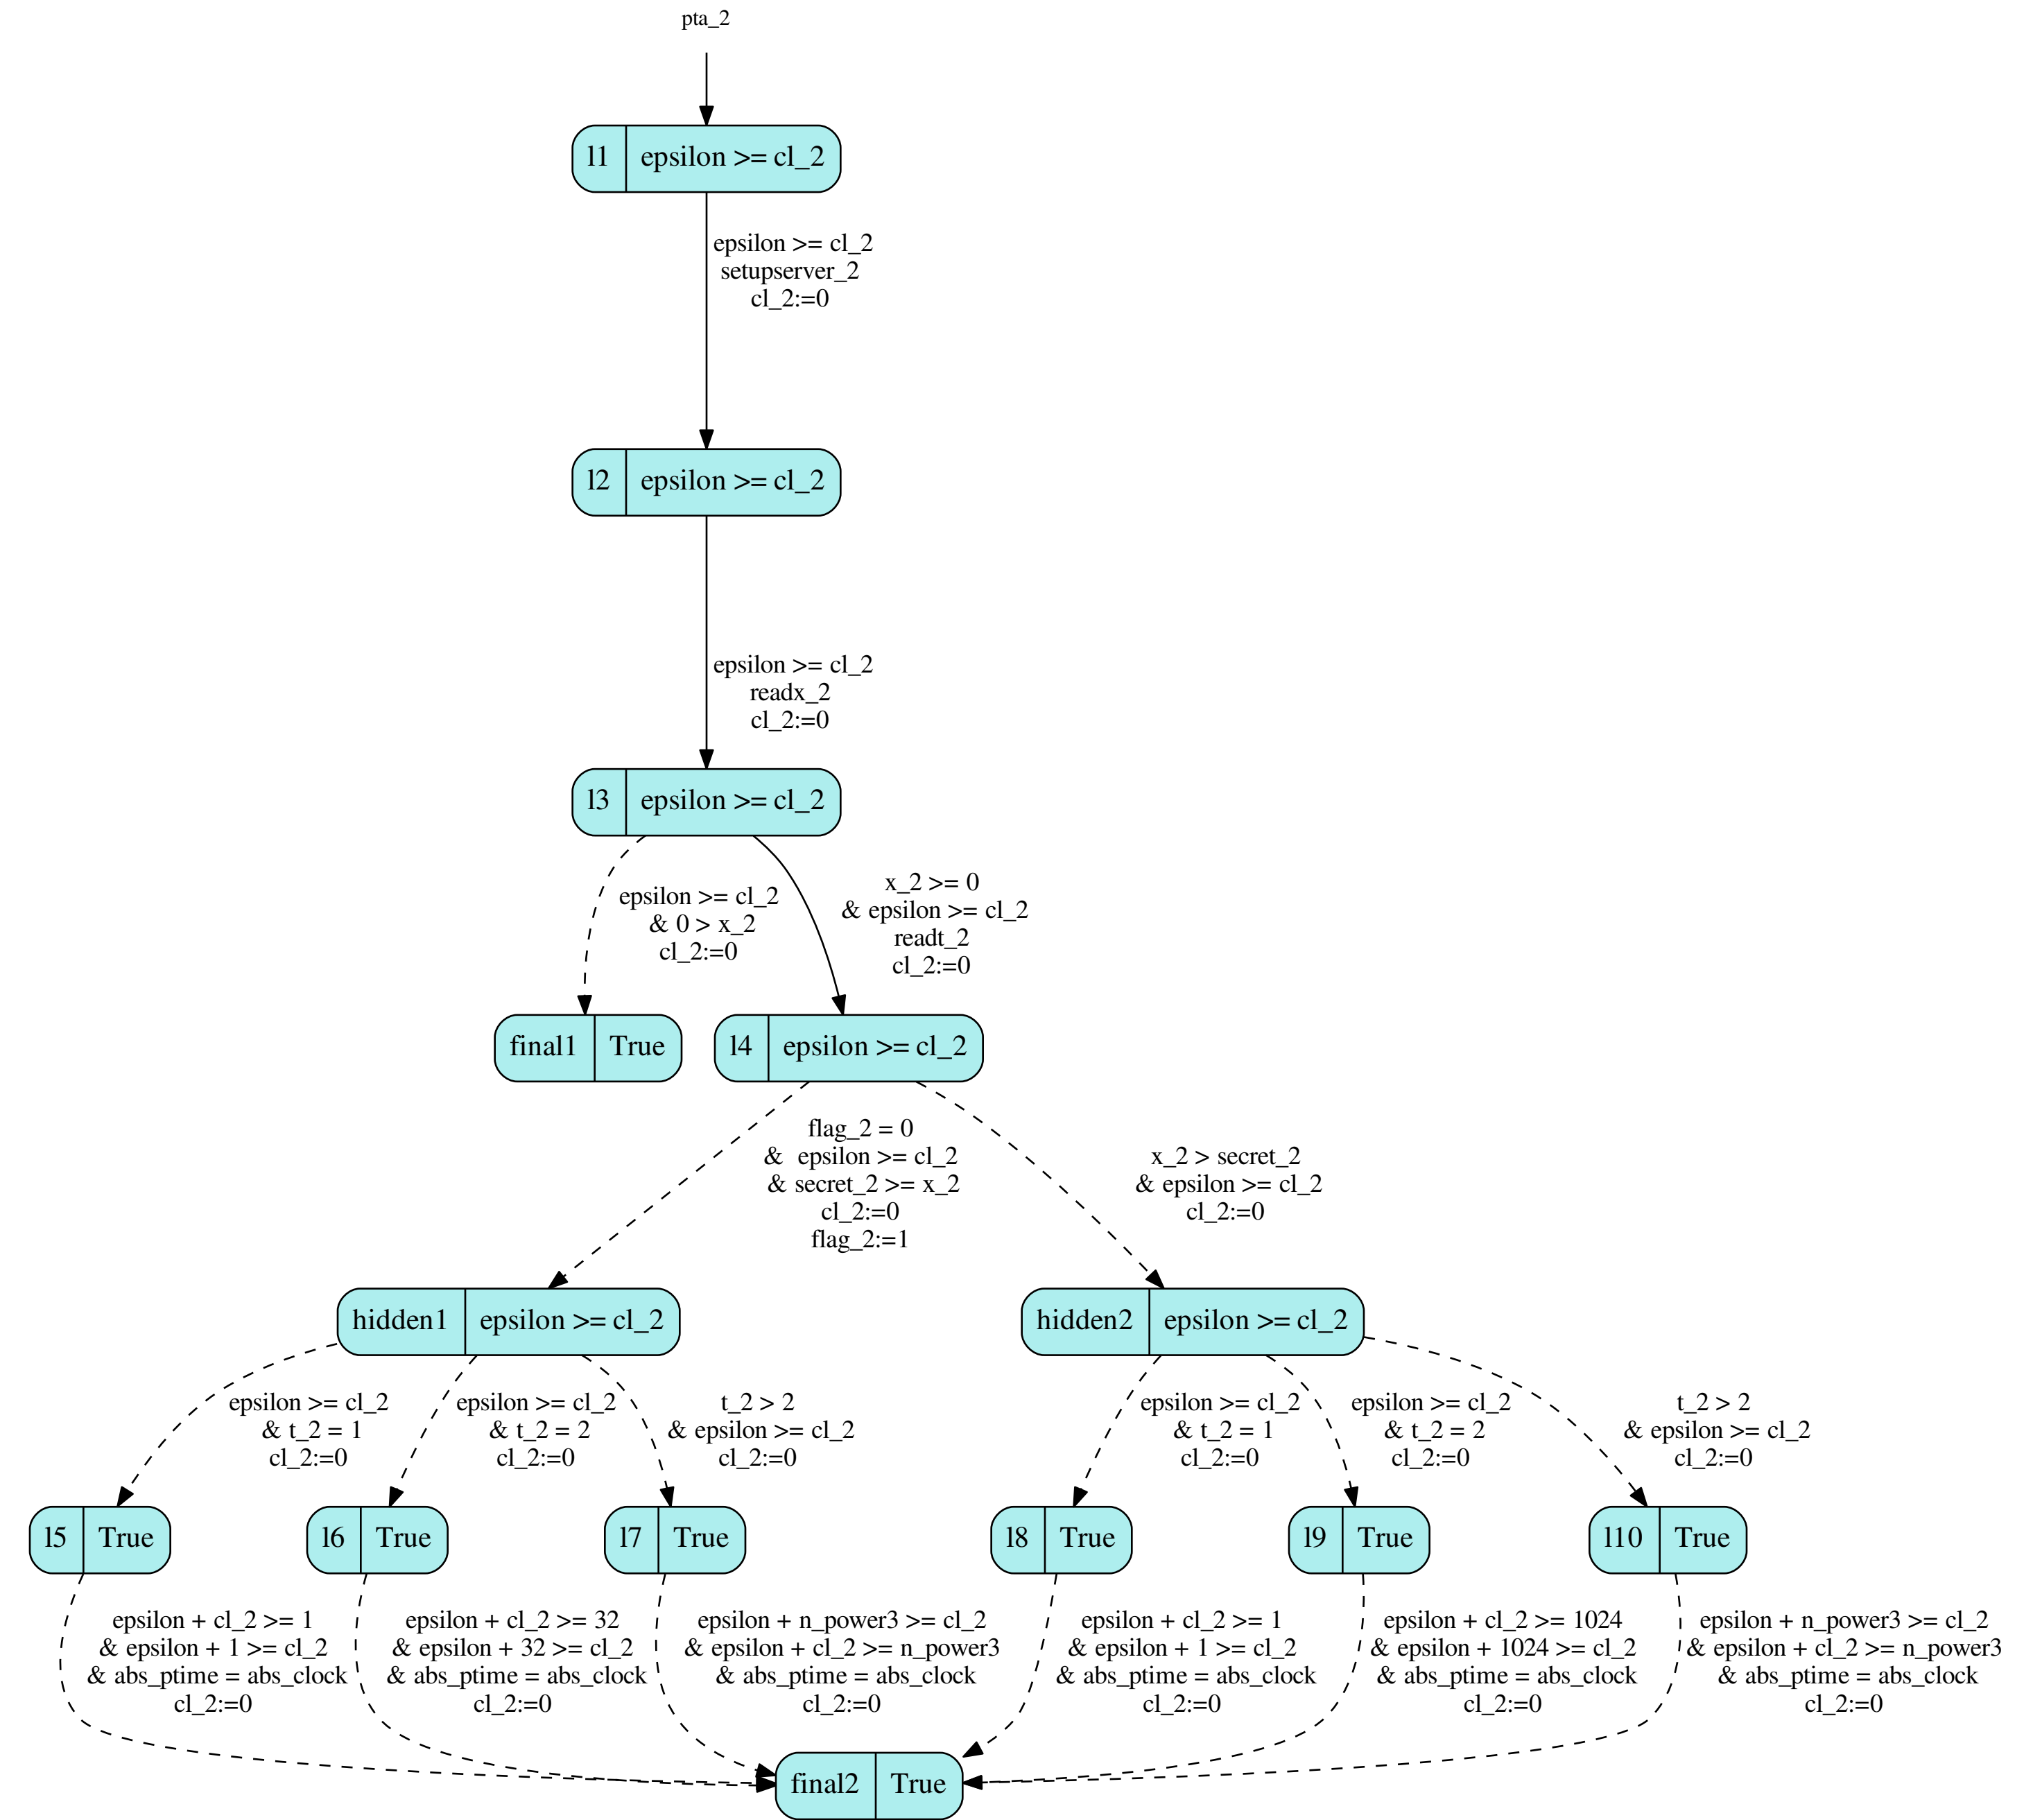 pta_2
l1 epsilon >= cl_2
epsilon >= cl_2
setupserver_2
cl_2:=0
l2 epsilon >= cl_2
epsilon >= cl_2
readx_2
cl_2:=0
l3 epsilon >= cl_2
epsilon >= cl_2
& 0 > x_2
cl_2:=0
x_2 >= 0
& epsilon >= cl_2
readt_2
cl_2:=0
final1 True
l4 epsilon >= cl_2
flag_2 = 0
& epsilon >= cl_2
& secret_2 >= x_2
cl_2:=0
flag_2:=1
x_2 > secret_2
& epsilon >= cl_2
cl_2:=0
hidden1 epsilon >= cl_2
hidden2 epsilon >= cl_2
epsilon >= cl_2
& t_2 = 1
cl_2:=0
epsilon >= cl_2
& t_2 = 2
cl_2:=0
t_2 > 2
& epsilon >= cl_2
cl_2:=0
epsilon >= cl_2
& t_2 = 1
cl_2:=0
epsilon >= cl_2
& t_2 = 2
cl_2:=0
t_2 > 2
& epsilon >= cl_2
cl_2:=0
l5 True
l6 True
l7 True
l8 True
l9 True
l10 True
epsilon + cl_2 >= 1
& epsilon + 1 >= cl_2
& abs_ptime = abs_clock
cl_2:=0
epsilon + cl_2 >= 32
& epsilon + 32 >= cl_2
& abs_ptime = abs_clock
cl_2:=0
epsilon + n_power3 >= cl_2
& epsilon + cl_2 >= n_power3
& abs_ptime = abs_clock
cl_2:=0
epsilon + cl_2 >= 1
& epsilon + 1 >= cl_2
& abs_ptime = abs_clock
cl_2:=0
epsilon + cl_2 >= 1024
& epsilon + 1024 >= cl_2
& abs_ptime = abs_clock
cl_2:=0
epsilon + n_power3 >= cl_2
& epsilon + cl_2 >= n_power3
& abs_ptime = abs_clock
cl_2:=0
final2 True